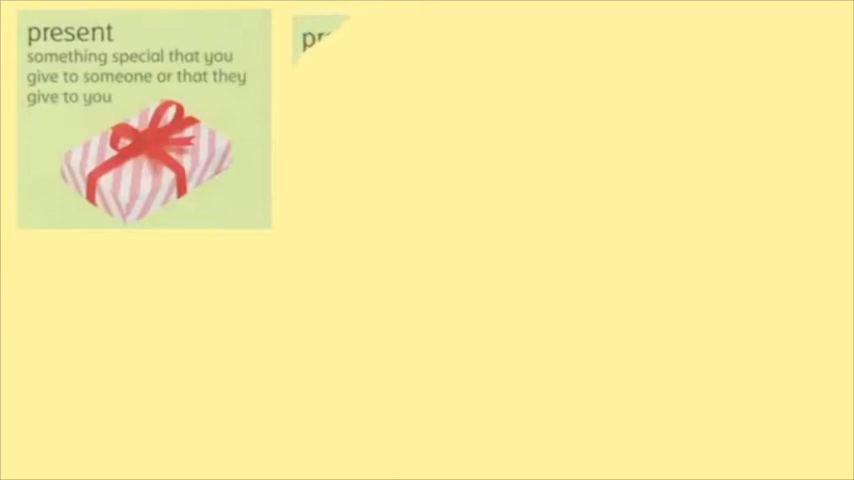 present
something special that you
give to someone or that they
give to you